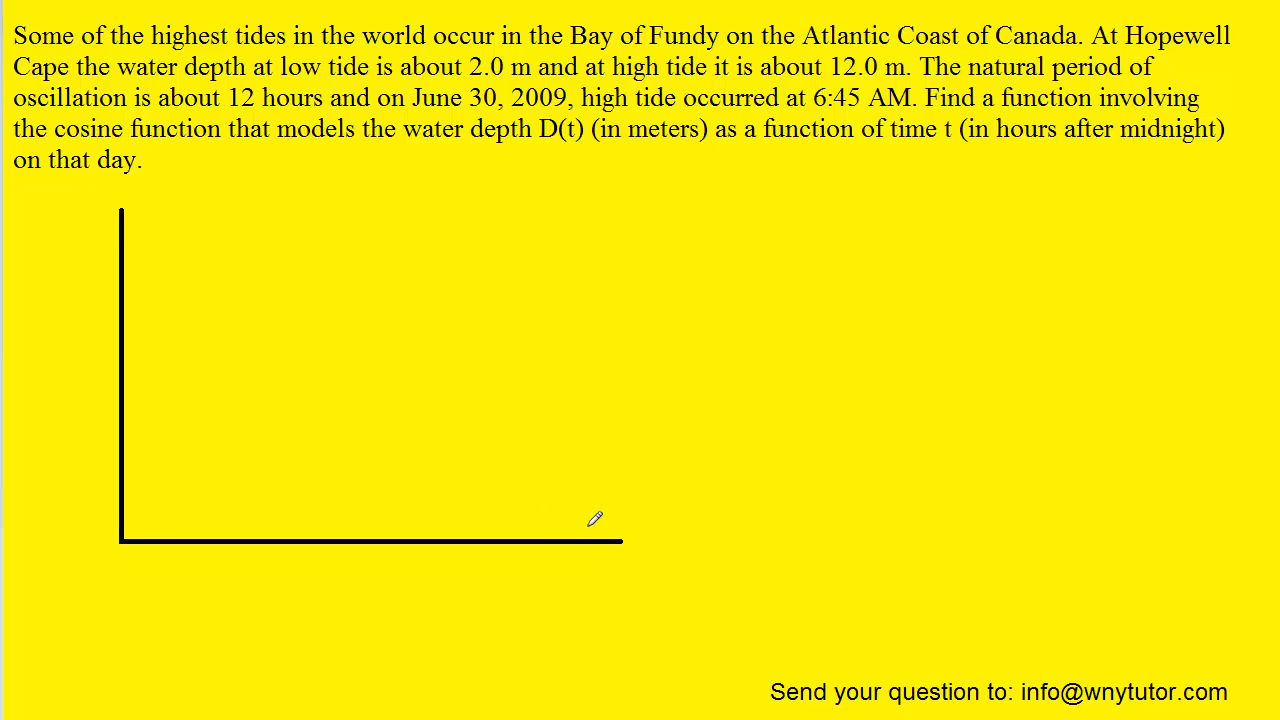 Some of the highest tides in the world occur in the Bay of Fundy on the Atlantic Coast of Canada. At Hopewell
Cape the water depth at low tide is about 2.0 m and at high tide it is about 12.0 m. The natural period of
oscillation is about 12 hours and on June 30, 2009, high tide occurred at 6:45 AM. Find a function involving
the cosine function that models the water depth D(t) (in meters) as a function of time t (in hours after midnight)
on that day.
Send your question to: info@wnytutor.com